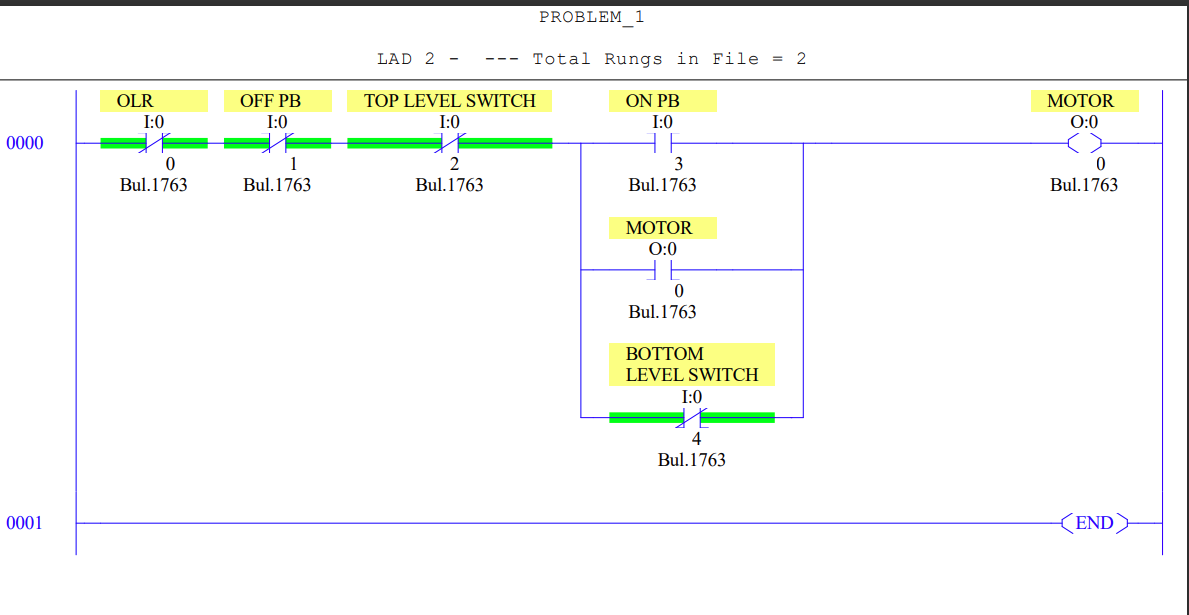 PROBLEM_1
LAD 2 -  --- Total Rungs in File = 2
OLR OFF PB TOP LEVEL SWITCH ON PB MOTOR
I:0 I:0 I:0 I:0 O:0
0000
0 1 2 3 0
Bul.1763 Bul.1763 Bul.1763 Bul.1763 Bul.1763
MOTOR
O:0
0
Bul.1763
BOTTOM
LEVEL SWITCH
I:0
4
Bul.1763
0001 END